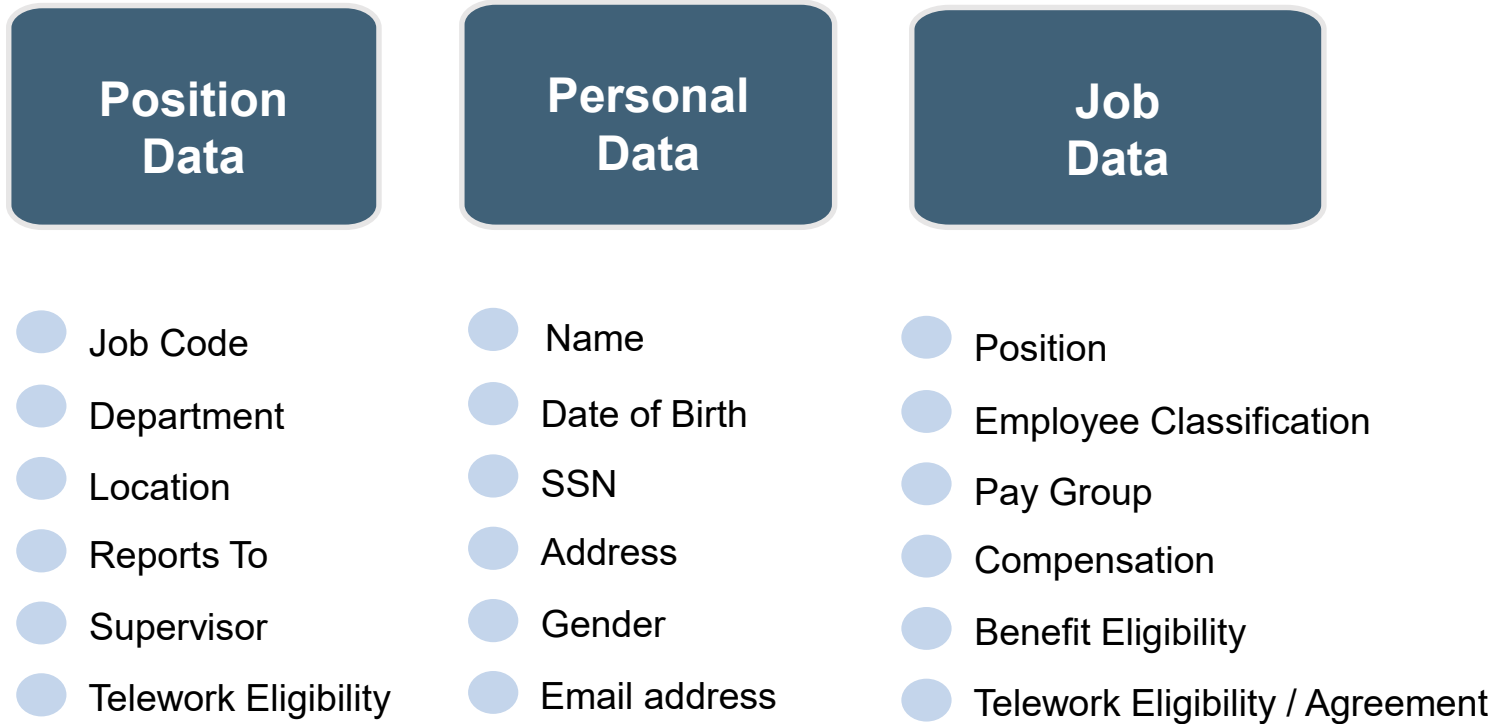 Position
Data
Job Code
Department
Location
Reports To
Supervisor
Telework Eligibility
Personal
Data
Name
Date of Birth
SSN
Address
Gender
Email address
Job
Data
Position
Employee Classification
Pay Group
Compensation
Benefit Eligibility
Telework Eligibility / Agreement